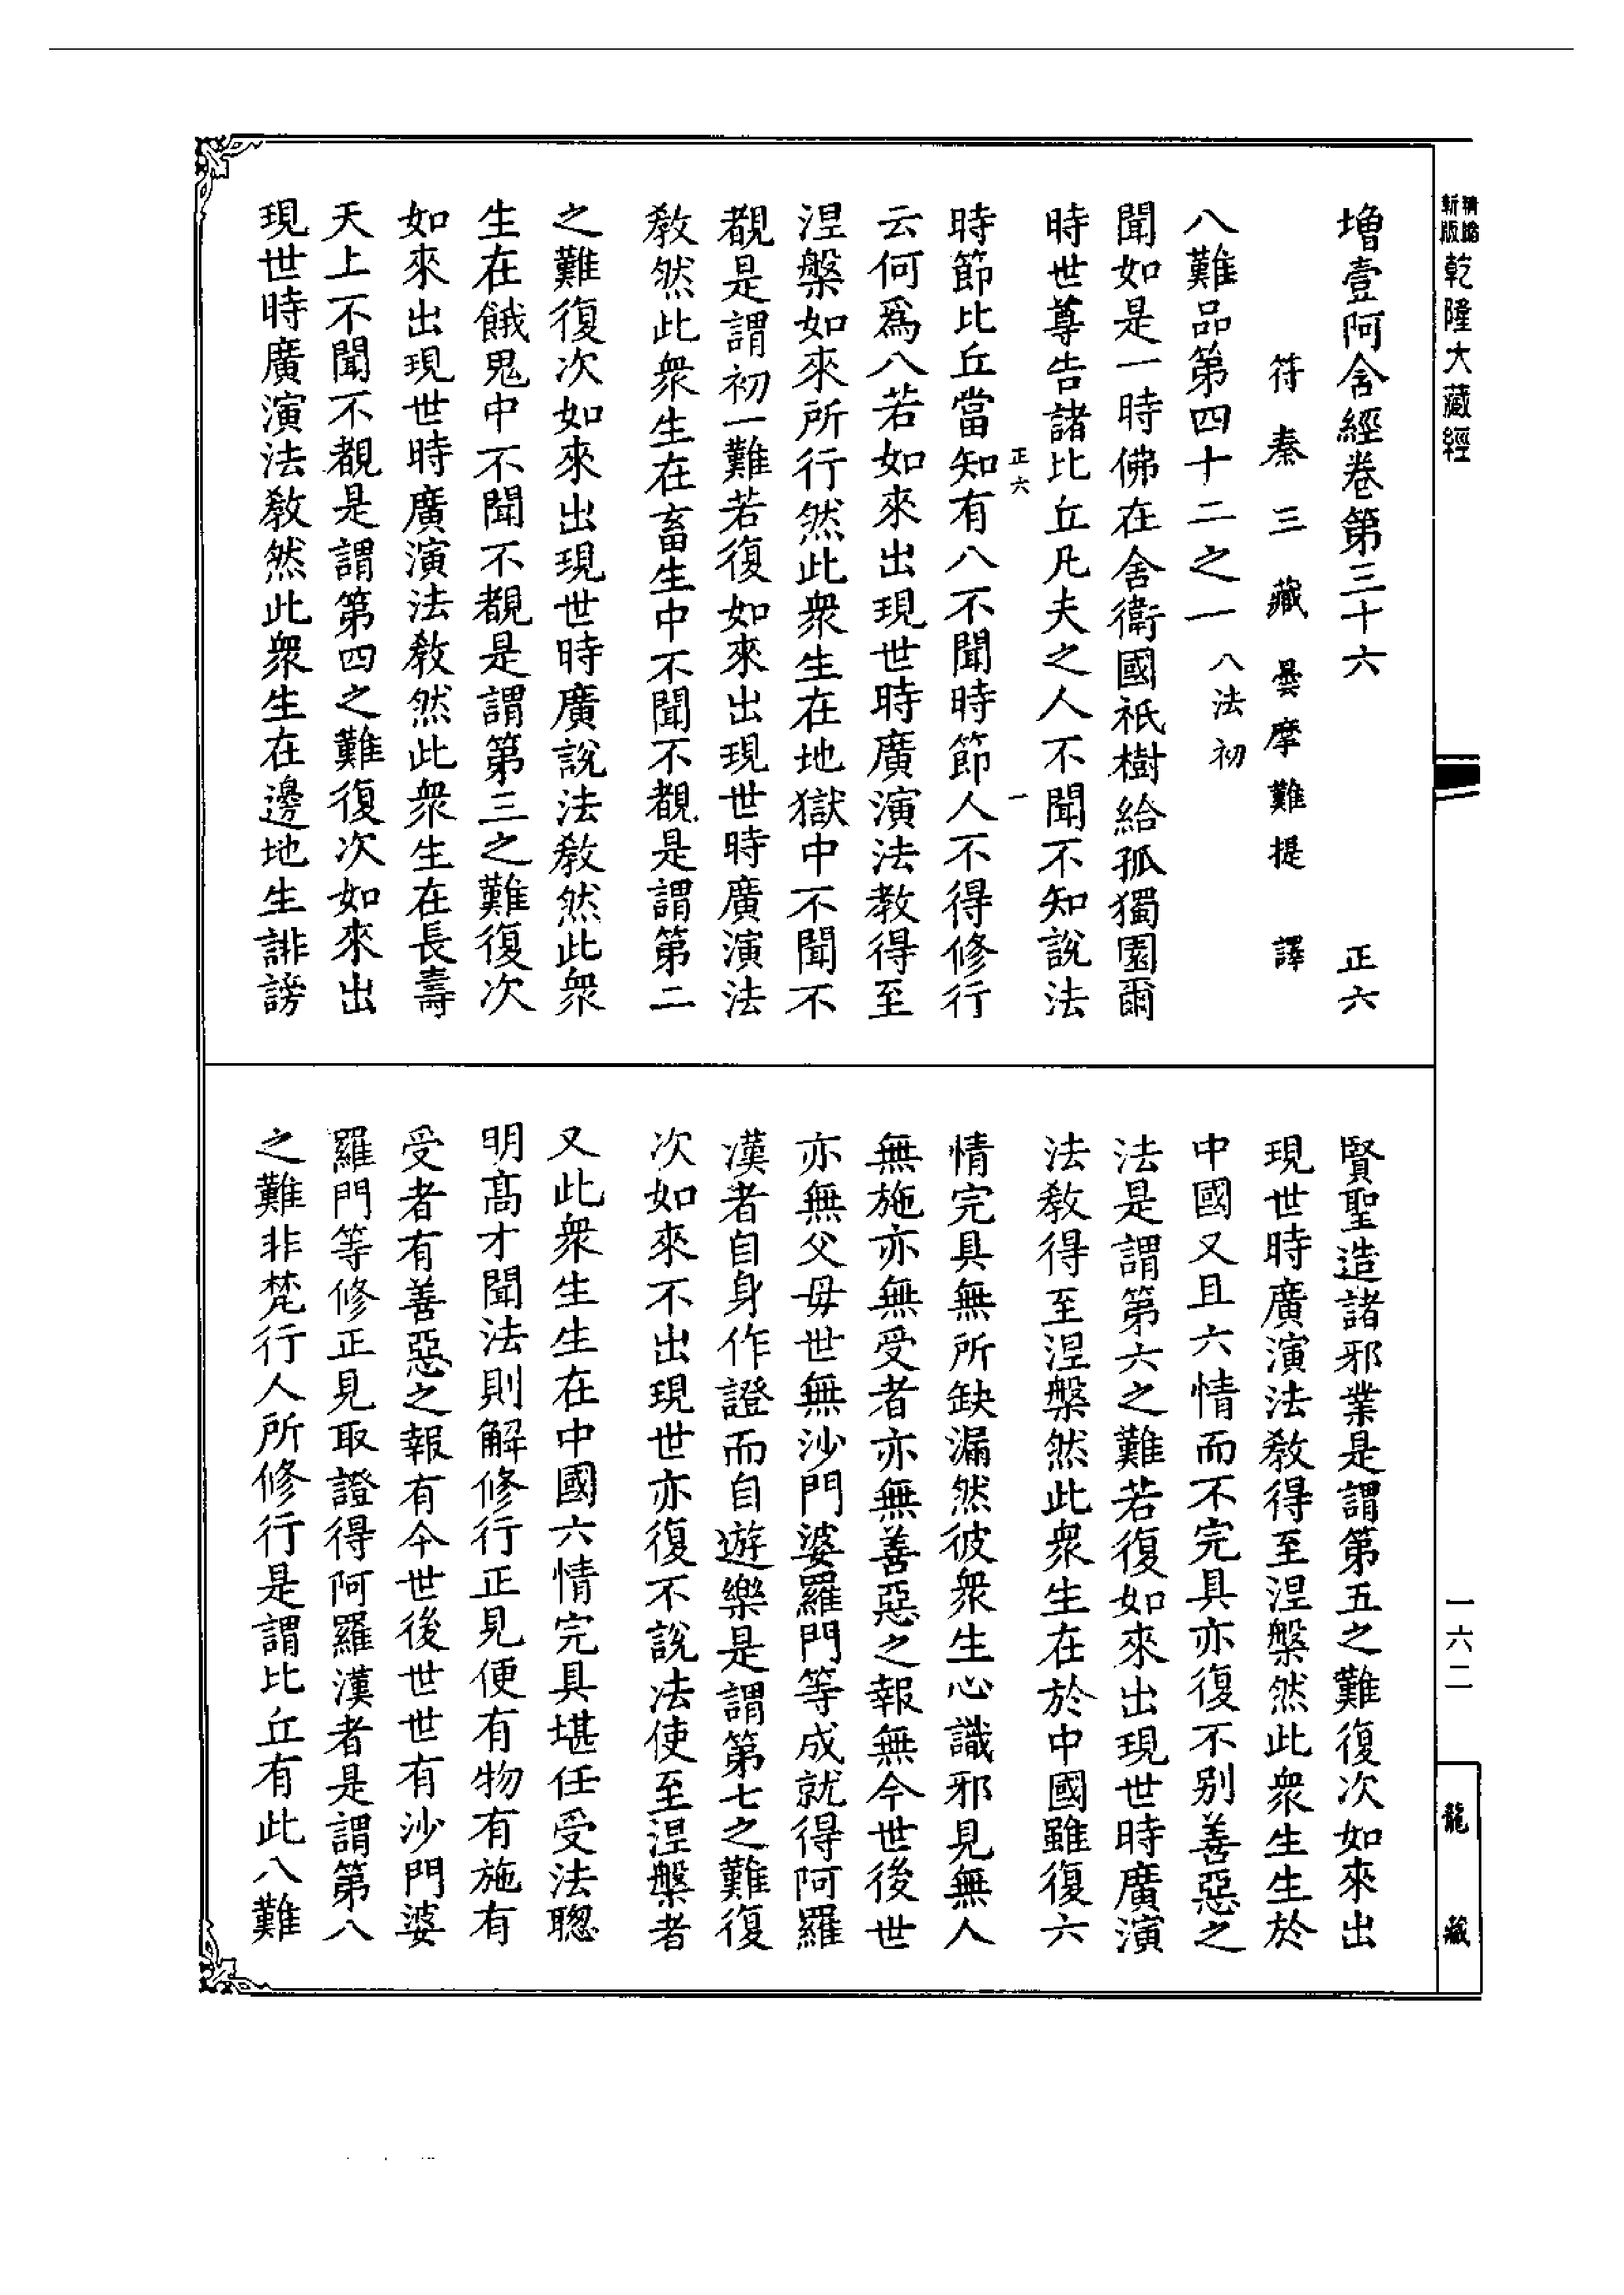 精縮新版乾隆大藏經
一六二
龍藏
增壹阿含經卷第三十六　正六
符秦三藏曇摩難提譯
八難品第四十二之一　八法初
聞如是一時佛在舍衛國祇樹給孤獨園爾
時世尊告諸比丘凡夫之人不聞不知說法
正六　一
時節比丘當知有八不聞時節人不得修行
云何爲八若如來出現世時廣演法教得至
涅槃如來所行然此衆生在地獄中不聞不
覩是謂初一難若復如來出現世時廣演法
教然此衆生在畜生中不聞不覩是謂第二
之難復次如來出現世時廣說法教然此衆
生在餓鬼中不聞不覩是謂第三之難復次
如來出現世時廣演法教然此衆生在長壽
天上不聞不覩是謂第四之難復次如來出
現世時廣演法教然此衆生在邊地生誹謗
賢聖造諸邪業是謂第五之難復次如來出
現世時廣演法教得至涅槃然此衆生生於
中國又且六情而不完具亦復不别善惡之
法是謂第六之難若復如來出現世時廣演
法教得至涅槃然此衆生在於中國雖復六
情完具無所缺漏然彼衆生心識邪見無人
無施亦無受者亦無善惡之報無今世後世
亦無父母世無沙門婆羅門等成就得阿羅
漢者自身作證而自遊樂是謂第七之難復
次如來不出現世亦復不說法使至涅槃者
又此衆生生在中國六情完具堪任受法聰
明高才聞法則解修行正見便有物有施有
受者有善惡之報有今世後世世有沙門婆
羅門等修正見取證得阿羅漢者是謂第八
之難非梵行人所修行是謂比丘有此八難